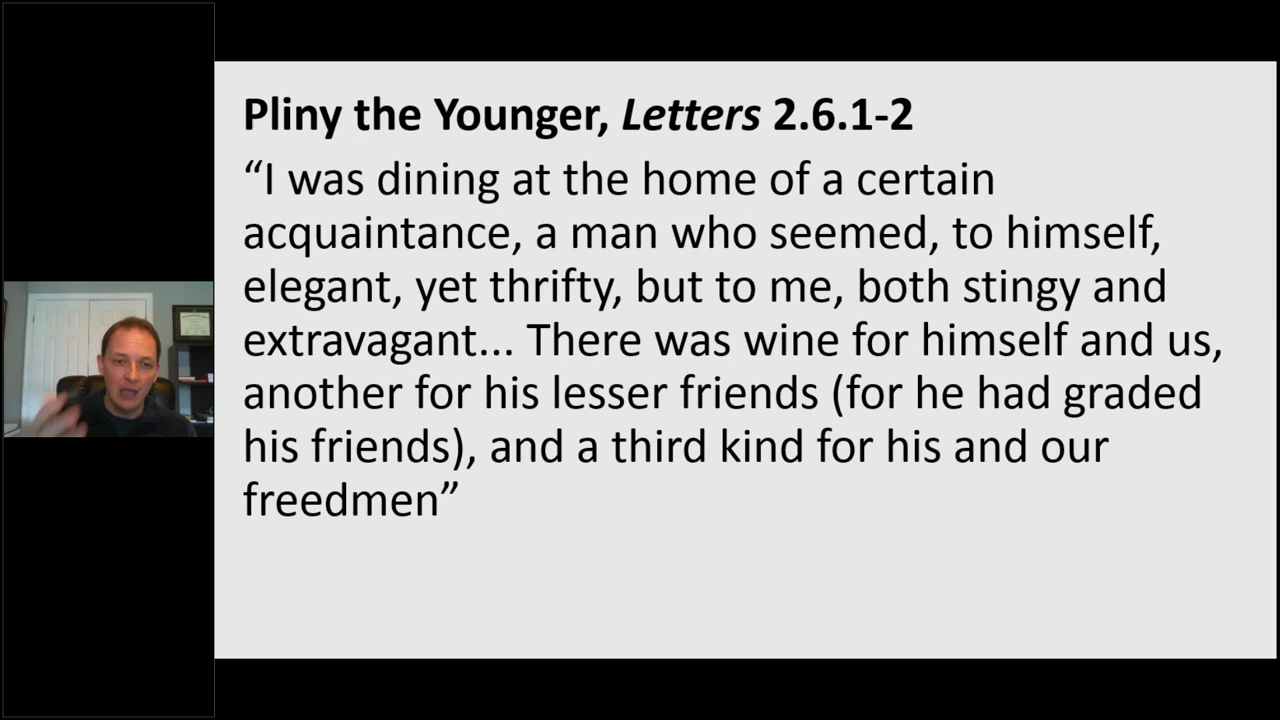 Pliny the Younger, Letters 2.6.1-2
“I was dining at the home of a certain
acquaintance, a man who seemed, to himself,
elegant, yet thrifty, but to me, both stingy and
extravagant... There was wine for himself and us,
another for his lesser friends (for he had graded
his friends), and a third kind for his and our
freedmen”